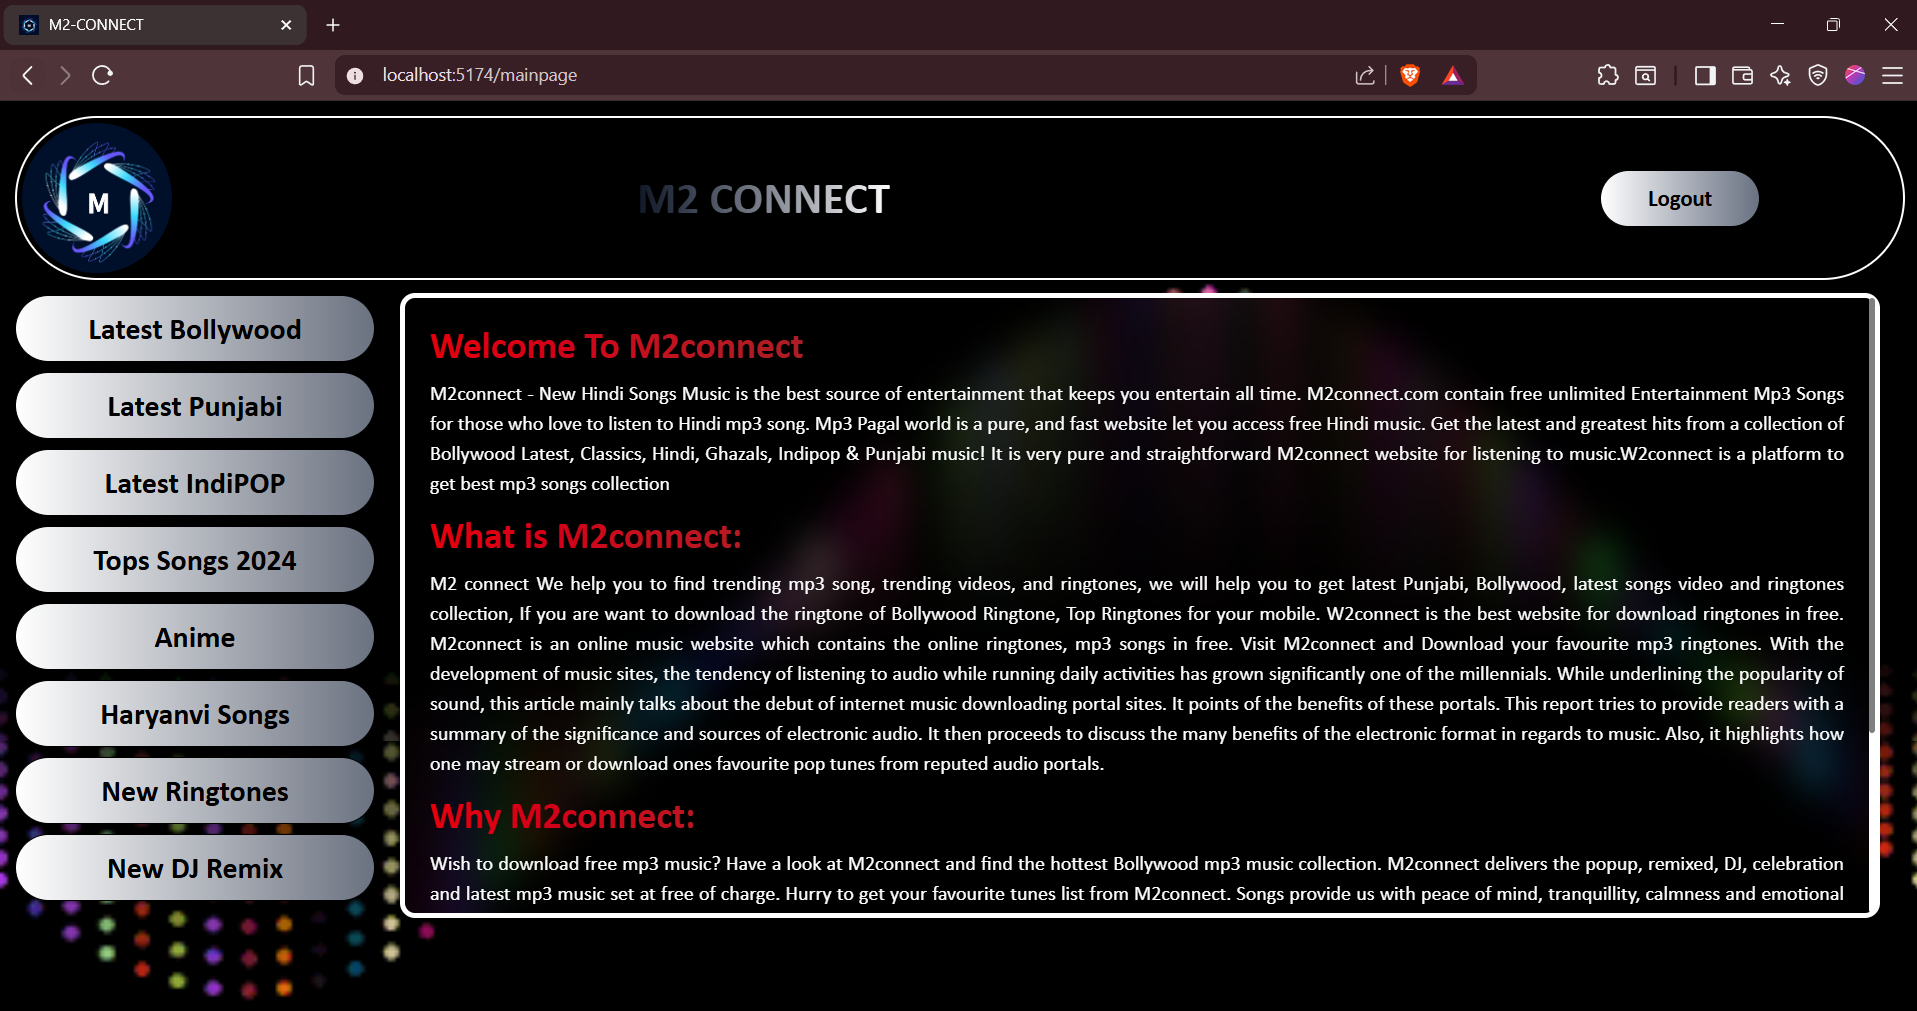 M2-CONNECT
localhost:5174/mainpage
M
M2 CONNECT
Logout
Latest Bollywood
Latest Punjabi
Latest IndiPOP
Tops Songs 2024
Anime
Haryanvi Songs
New Ringtones
New DJ Remix
Welcome To M2connect
M2connect - New Hindi Songs Music is the best source of entertainment that keeps you entertain all time. M2connect.com contain free unlimited Entertainment Mp3 Songs
for those who love to listen to Hindi mp3 song. Mp3 Pagal world is a pure, and fast website let you access free Hindi music. Get the latest and greatest hits from a collection of
Bollywood Latest, Classics, Hindi, Ghazals, Indipop & Punjabi music! It is very pure and straightforward M2connect website for listening to music.W2connect is a platform to
get best mp3 songs collection
What is M2connect:
M2 connect We help you to find trending mp3 song, trending videos, and ringtones, we will help you to get latest Punjabi, Bollywood, latest songs video and ringtones
collection, If you are want to download the ringtone of Bollywood Ringtone, Top Ringtones for your mobile. W2connect is the best website for download ringtones in free.
M2connect is an online music website which contains the online ringtones, mp3 songs in free. Visit M2connect and Download your favourite mp3 ringtones. With the
development of music sites, the tendency of listening to audio while running daily activities has grown significantly one of the millennials. While underlining the popularity of
sound, this article mainly talks about the debut of internet music downloading portal sites. It points of the benefits of these portals. This report tries to provide readers with a
summary of the significance and sources of electronic audio. It then proceeds to discuss the many benefits of the electronic format in regards to music. Also, it highlights how
one may stream or download ones favourite pop tunes from reputed audio portals.
Why M2connect:
Wish to download free mp3 music? Have a look at M2connect and find the hottest Bollywood mp3 music collection. M2connect delivers the popup, remixed, DJ, celebration
and latest mp3 music set at free of charge. Hurry to get your favourite tunes list from M2connect. Songs provide us with peace of mind, tranquillity, calmness and emotional